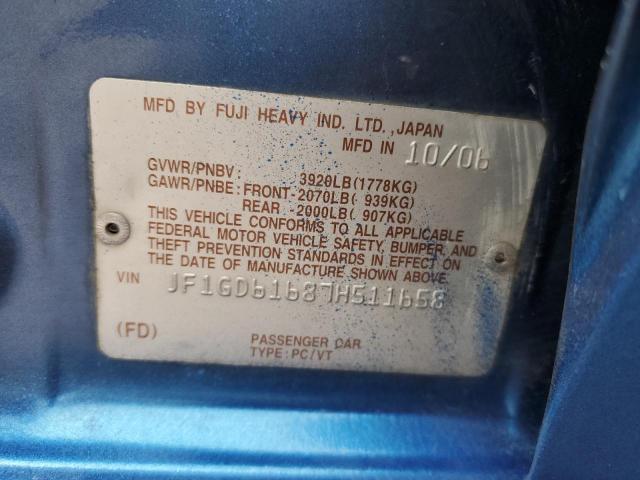 MFD BY FUJI HEAVY IND. LTD., JAPAN
MFD IN 10/06
GVWR/PNBV : 3920LB(1778KG)
GAWR/PNBE: FRONT-2070LB( 939KG)
REAR -2000LB( 907KG)
THIS VEHICLE CONFORMS TO ALL APPLICABLE
FEDERAL MOTOR VEHICLE SAFETY, BUMPER, AND
THEFT PREVENTION STANDARDS IN EFFECT ON
THE DATE OF MANUFACTURE SHOWN ABOVE.
VIN JF1GD61687H511658
(FD) PASSENGER CAR
TYPE: PC/VT